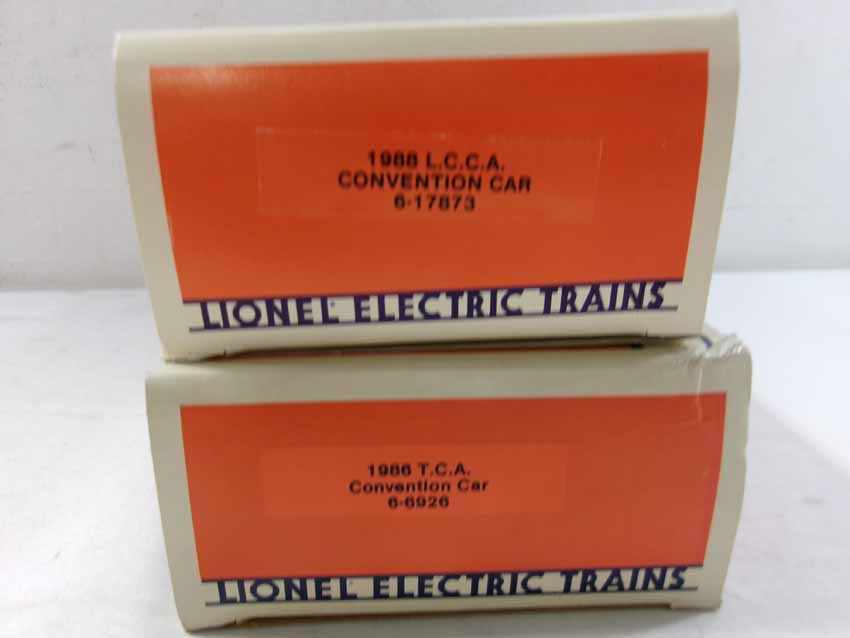 1988 L.C.C.A.
CONVENTION CAR
6-17873
LIONEL ELECTRIC TRAINS
1986 T.C.A.
Convention Car
6-6926
LIONEL ELECTRIC TRAINS